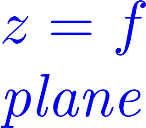 z = f
plane